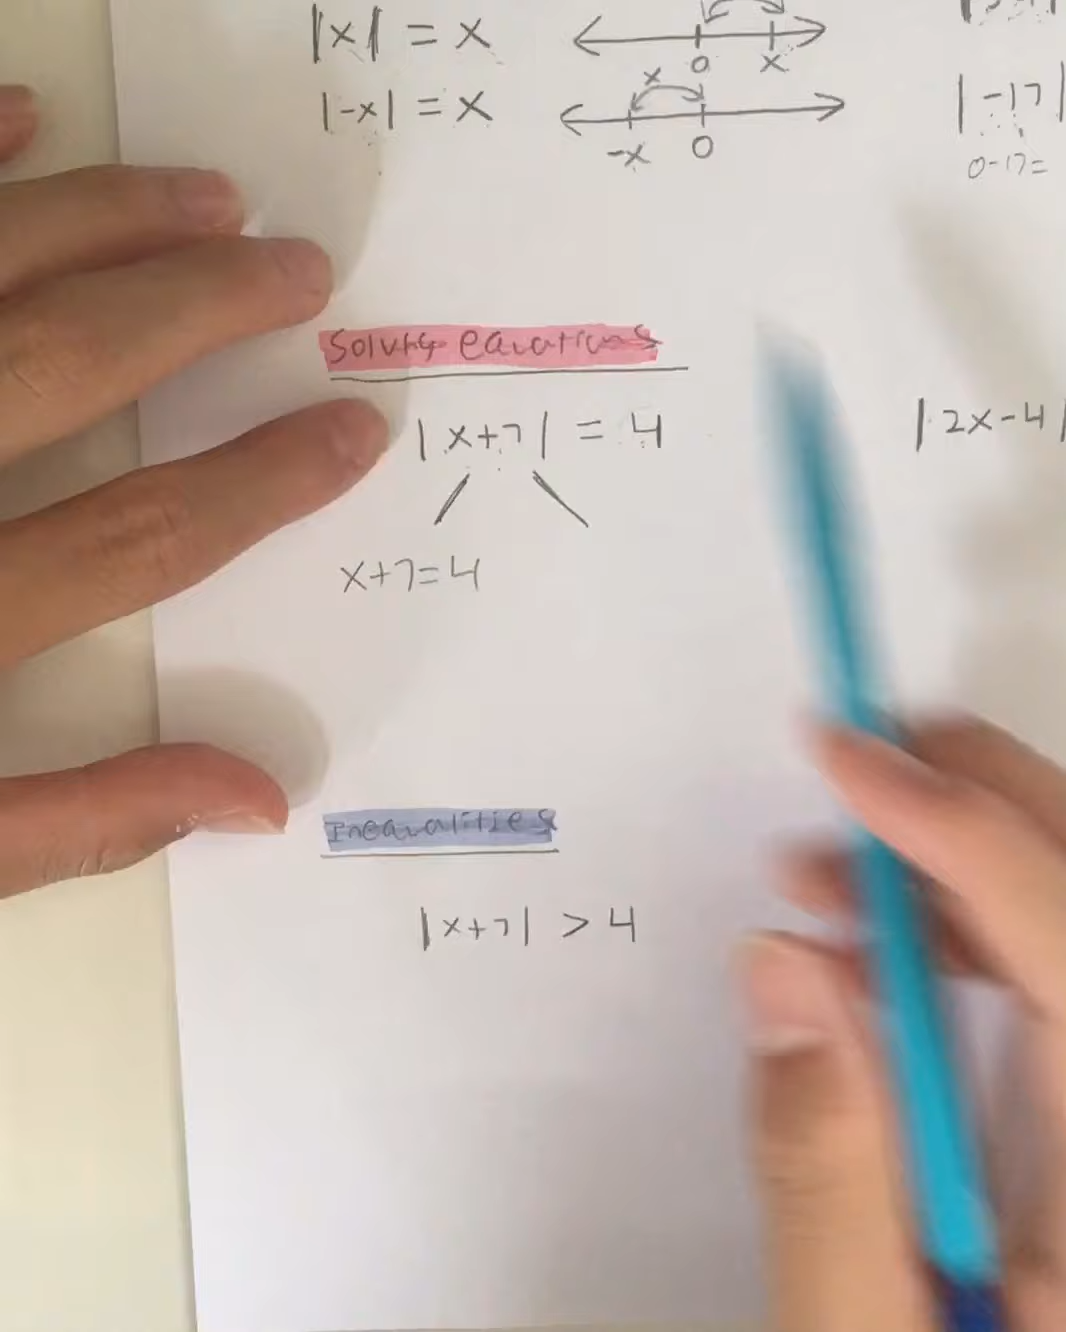 |x| = x
0 x
|-x| = x
x
-x 0
|-17|
0-17=
Solving equations
|x+7| = 4
|2x-4|
x+7=4
Inequalities
|x+7| > 4